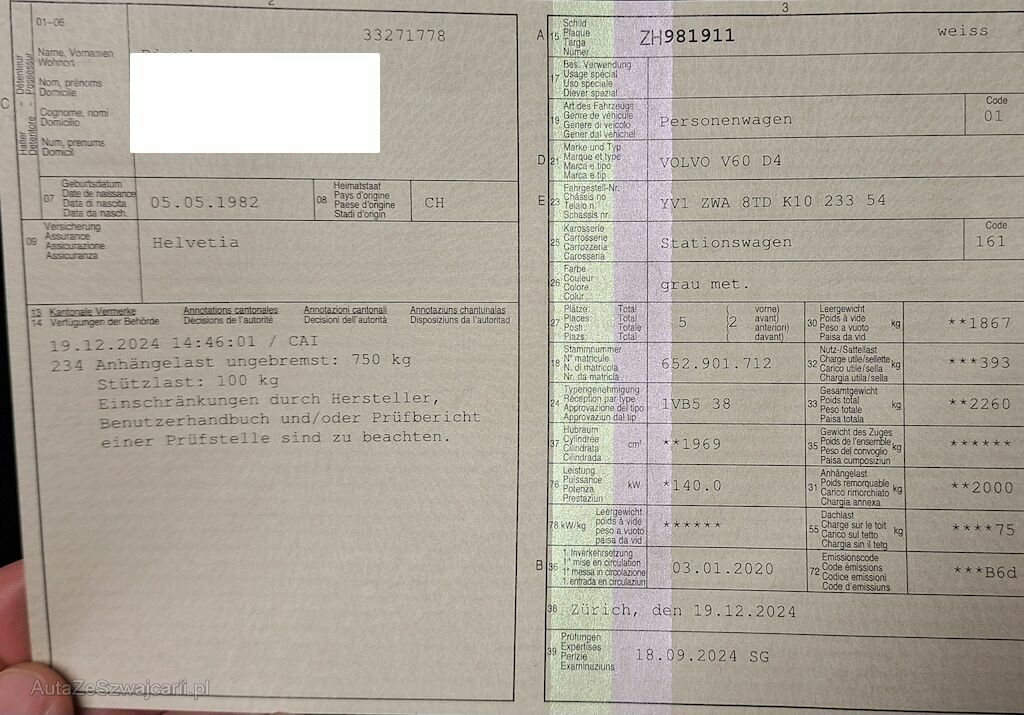 2
01-06
33271778
Halter - Détenteur
Detentore - Possessur
C
Name, Vornamen
Wohnort
Nom, prénoms
Domicile
Cognome, nomi
Domicilio
Num, prenums
Domicil
07
Geburtsdatum
Date de naissance
Data di nascita
Data da nasch.
05.05.1982
08
Heimatstaat
Pays d'origine
Paese d'origine
Stadi d'origin
CH
09
Versicherung
Assurance
Assicurazione
Assicuranza
Helvetia
13 Kantonale Vermerke Annotations cantonales Annotazioni cantonali Annotaziuns chantunalas
14 Verfügungen der Behörde Décisions de l'autorité Decisioni dell'autorità Disposiziuns da l'autoritad
19.12.2024 14:46:01 / CAI
234 Anhängelast ungebremst: 750 kg
Stützlast: 100 kg
Einschränkungen durch Hersteller,
Benutzerhandbuch und/oder Prüfbericht
einer Prüfstelle sind zu beachten.
3
A 15
Schild
Plaque
Targa
Numer
ZH981911 weiss
17
Bes. Verwendung
Usage spécial
Uso speciale
Diever spezial
19
Art des Fahrzeugs
Genre de véhicule
Genere di veicolo
Gener dal vehichel
Personenwagen
Code
01
D 21
Marke und Typ
Marque et type
Marca e tipo
Marca e tip
VOLVO V60 D4
E 23
Fahrgestell-Nr.
Châssis no
Telaio n.
Schassis nr.
YV1 ZWA 8TD K10 233 54
25
Karosserie
Carrosserie
Carrozzeria
Carossaria
Stationswagen
Code
161
26
Farbe
Couleur
Colore
Colur
grau met.
27
Plätze: Total
Places: Total
Posti: Totale
Plazs: Total
5
(2
vorne)
avant)
anteriori)
davant)
30
Leergewicht
Poids à vide
Peso a vuoto
Paisa da vid
kg
**1867
18
Stammnummer
N° matricule
N. di matricola
Nr. da matricla
652.901.712
32
Nutz-/Sattellast
Charge utile/sellette
Carico utile/sella
Chargia utila/sella
kg
***393
24
Typengenehmigung
Réception par type
Approvazione del tipo
Approvaziun dal tip
1VB5 38
33
Gesamtgewicht
Poids total
Peso totale
Paisa totala
kg
**2260
37
Hubraum
Cylindrée
Cilindrata
Cilindrada
cm³
**1969
35
Gewicht des Zuges
Poids de l'ensemble
Peso del convoglio
Paisa cumposiziun
kg
******
76
Leistung
Puissance
Potenza
Prestaziun
kW
*140.0
31
Anhängelast
Poids remorquable
Carico rimorchiato
Chargia annexa
kg
**2000
78 kW/kg
Leergewicht
poids à vide
peso a vuoto
paisa da vid
******
55
Dachlast
Charge sur le toit
Carico sul tetto
Chargia sin il tetg
kg
****75
B 36
1. Inverkehrsetzung
1re mise en circulation
1a messa in circolazione
1. entrada en circulaziun
03.01.2020
72
Emissionscode
Code émissions
Codice emissioni
Code d'emissiuns
***B6d
38 Zürich, den 19.12.2024
39
Prüfungen
Expertises
Perizie
Examinaziuns
18.09.2024 SG
AutaZeSzwajcarii.pl